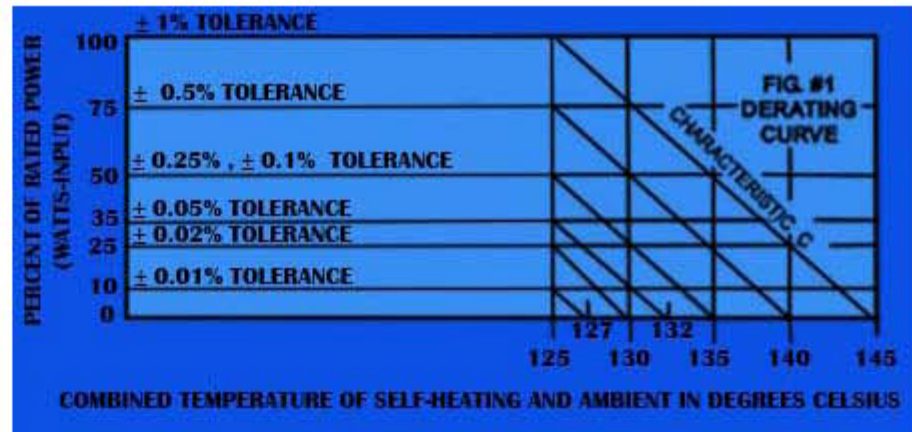 ± 1% TOLERANCE
100
± 0.5% TOLERANCE
75
± 0.25% , ± 0.1% TOLERANCE
50
± 0.05% TOLERANCE
35
± 0.02% TOLERANCE
25
± 0.01% TOLERANCE
10
0
PERCENT OF RATED POWER
(WATTS-INPUT)
FIG. #1
DERATING
CURVE
CHARACTERISTIC C
127
132
125
130
135
140
145
COMBINED TEMPERATURE OF SELF-HEATING AND AMBIENT IN DEGREES CELSIUS